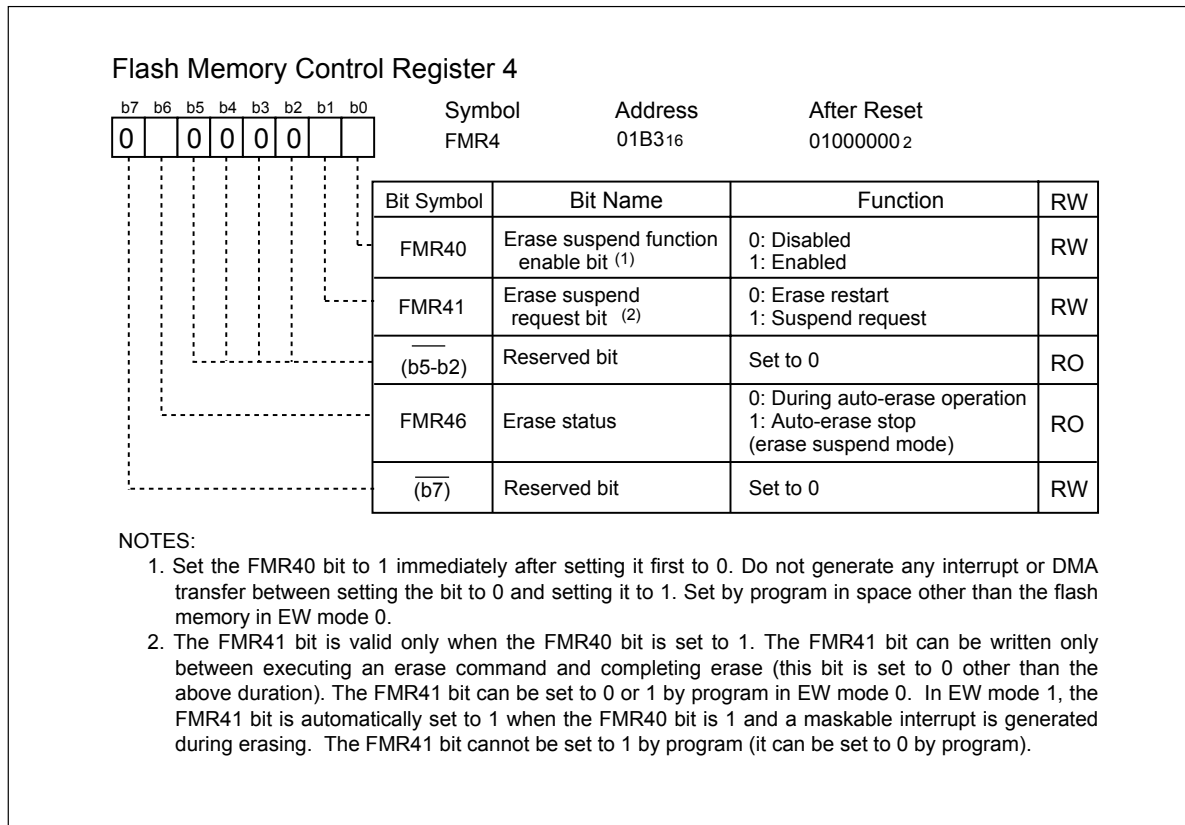 Flash Memory Control Register 4
b7 b6 b5 b4 b3 b2 b1 b0
Symbol Address After Reset
0 0 0 0 0
FMR4 01B316 010000002
Bit Symbol Bit Name Function RW
FMR40 Erase suspend function enable bit (1) 0: Disabled RW
1: Enabled
FMR41 Erase suspend request bit (2) 0: Erase restart RW
1: Suspend request
(b5-b2) Reserved bit Set to 0 RO
FMR46 Erase status 0: During auto-erase operation RO
1: Auto-erase stop
(erase suspend mode)
(b7) Reserved bit Set to 0 RW
NOTES:
1. Set the FMR40 bit to 1 immediately after setting it first to 0. Do not generate any interrupt or DMA
transfer between setting the bit to 0 and setting it to 1. Set by program in space other than the flash
memory in EW mode 0.
2. The FMR41 bit is valid only when the FMR40 bit is set to 1. The FMR41 bit can be written only
between executing an erase command and completing erase (this bit is set to 0 other than the
above duration). The FMR41 bit can be set to 0 or 1 by program in EW mode 0. In EW mode 1, the
FMR41 bit is automatically set to 1 when the FMR40 bit is 1 and a maskable interrupt is generated
during erasing. The FMR41 bit cannot be set to 1 by program (it can be set to 0 by program).